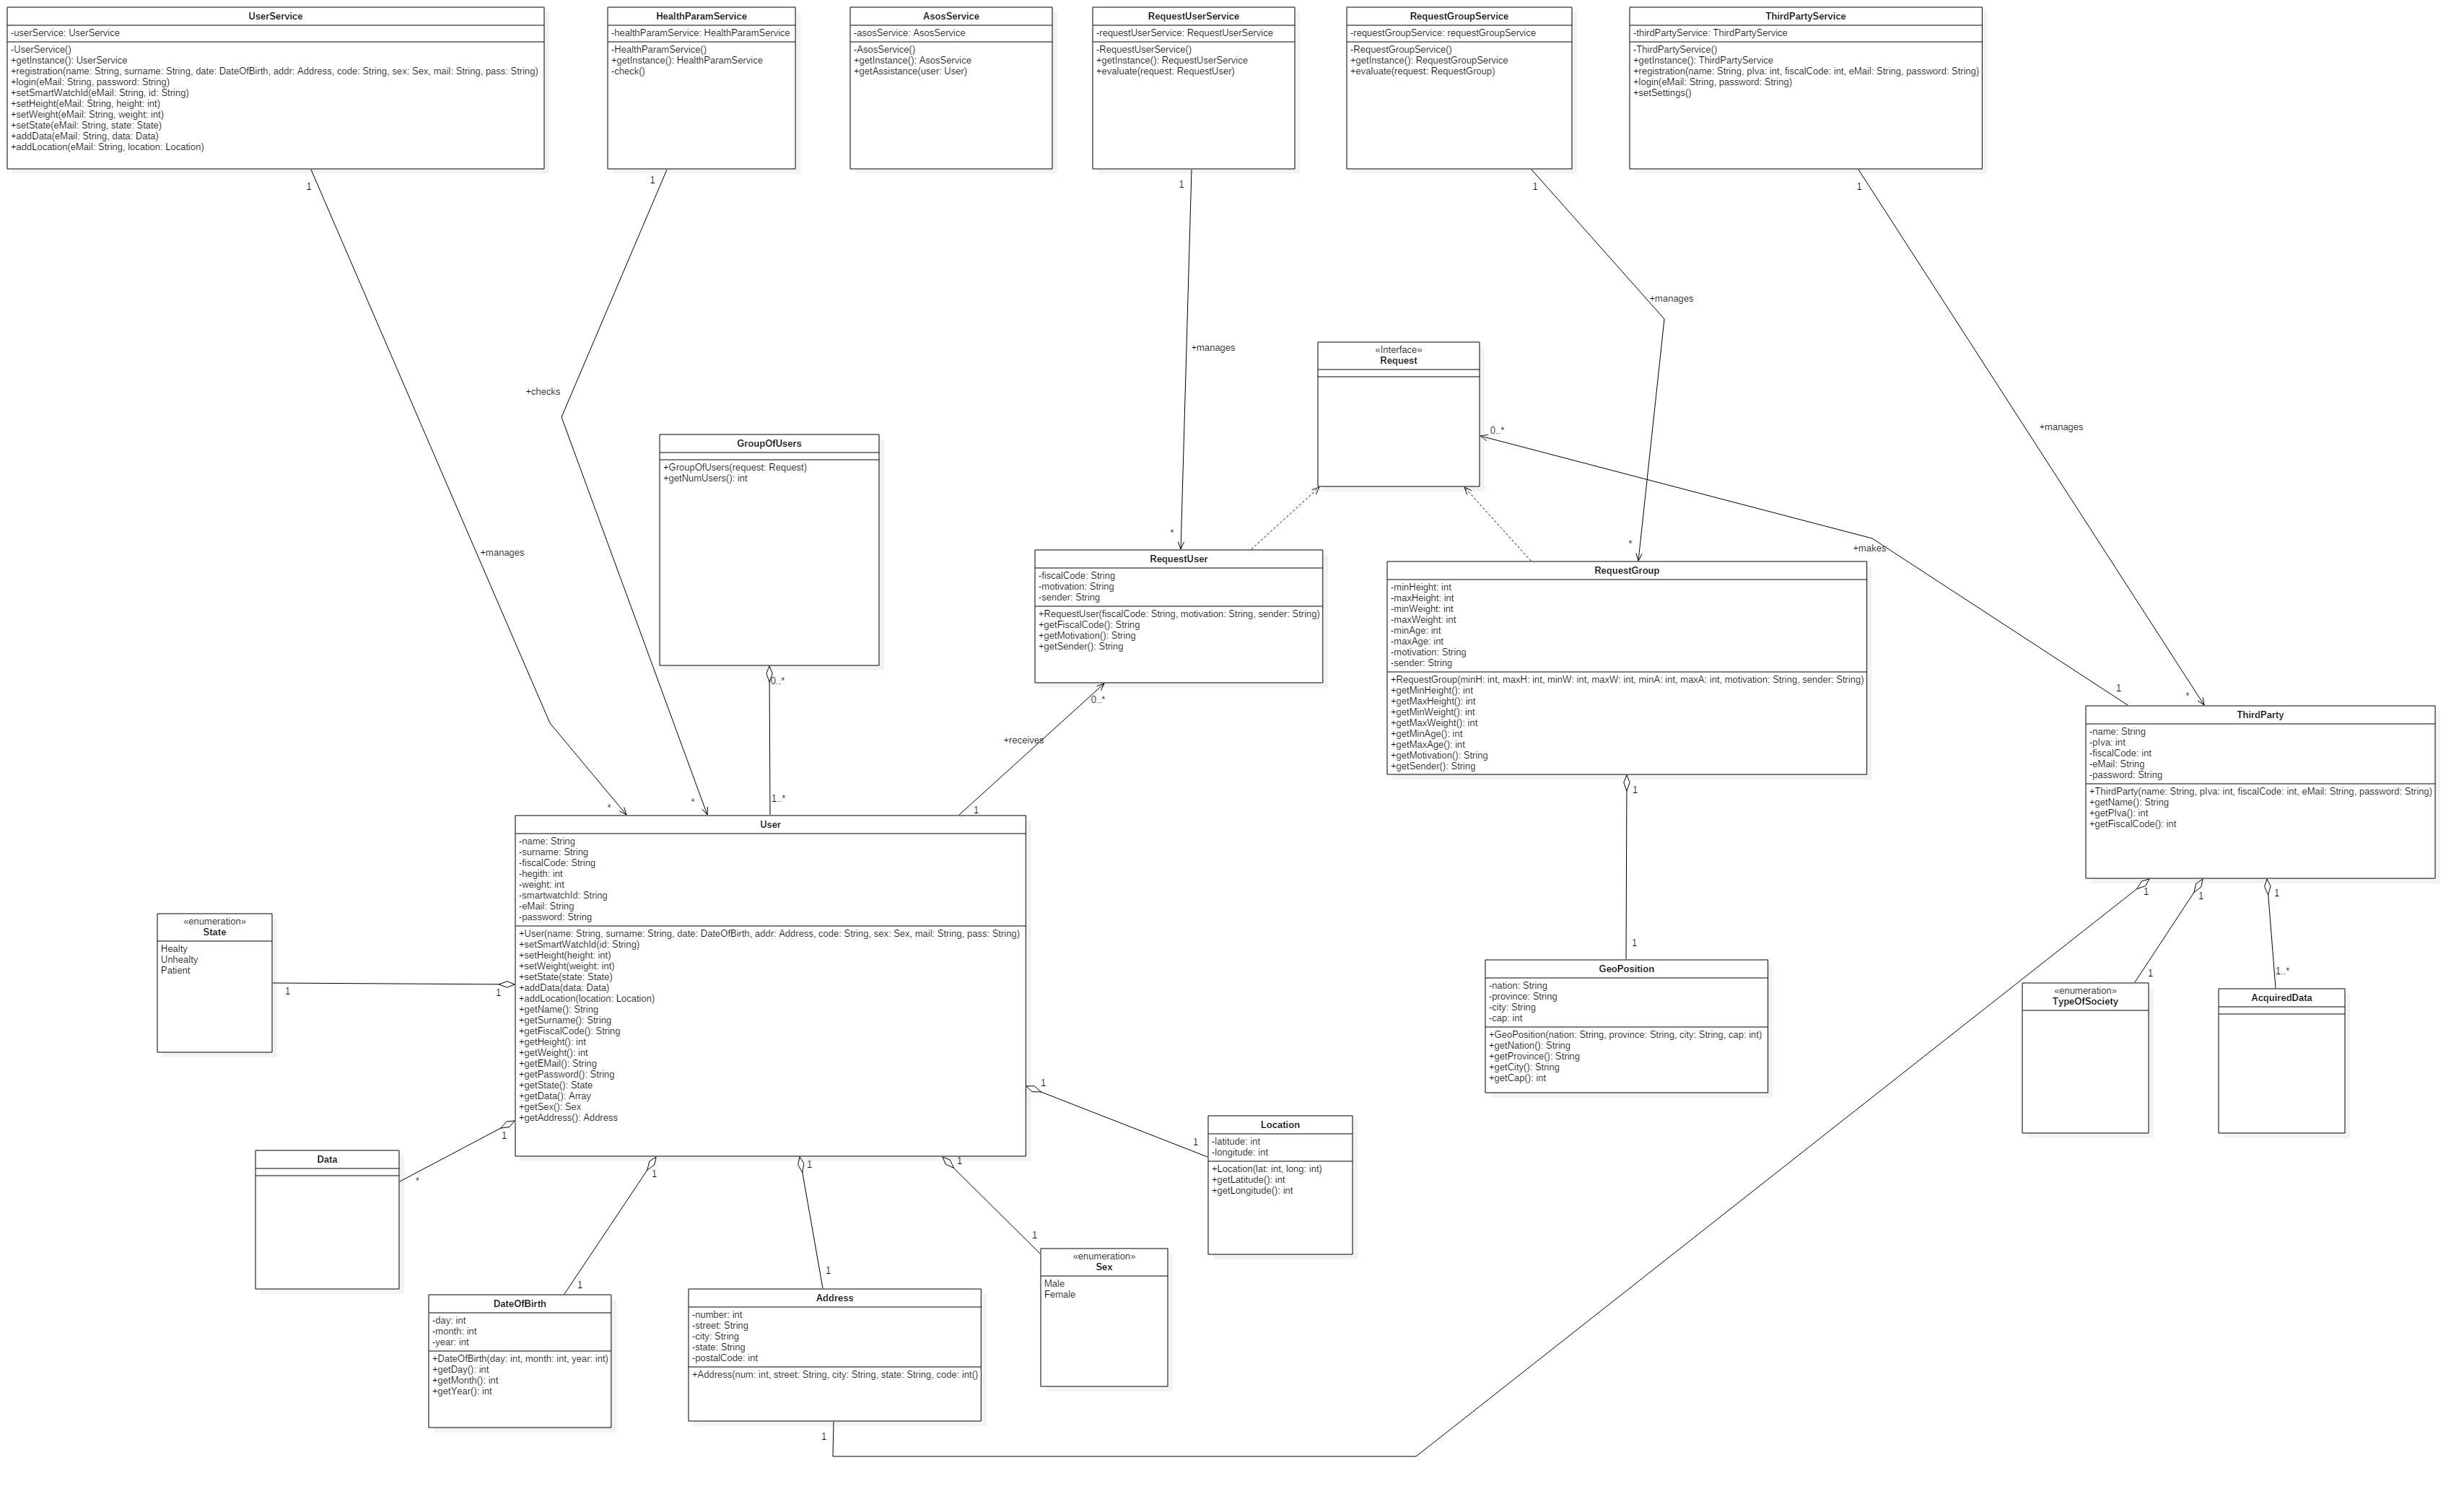 UserService
-userService: UserService
-UserService()
+getInstance(): UserService
+registration(name: String, surname: String, date: DateOfBirth, addr: Address, code: String, sex: Sex, mail: String, pass: String)
+login(eMail: String, password: String)
+setSmartWatchId(eMail: String, id: String)
+setHeight(eMail: String, height: int)
+setWeight(eMail: String, weight: int)
+setState(eMail: String, state: State)
+addData(eMail: String, data: Data)
+addLocation(eMail: String, location: Location)
HealthParamService
-healthParamService: HealthParamService
-HealthParamService()
+getInstance(): HealthParamService
-check()
AsosService
-asosService: AsosService
-AsosService()
+getInstance(): AsosService
+getAssistance(user: User)
RequestUserService
-requestUserService: RequestUserService
-RequestUserService()
+getInstance(): RequestUserService
+evaluate(request: RequestUser)
RequestGroupService
-requestGroupService: requestGroupService
-RequestGroupService()
+getInstance(): RequestGroupService
+evaluate(request: RequestGroup)
ThirdPartyService
-thirdPartyService: ThirdPartyService
-ThirdPartyService()
+getInstance(): ThirdPartyService
+registration(name: String, pIva: int, fiscalCode: int, eMail: String, password: String)
+login(eMail: String, password: String)
+setSettings()
1
1
1
1
1
+manages
+manages
«Interface»
Request
+checks
+manages
0..*
GroupOfUsers
+GroupOfUsers(request: Request)
+getNumUsers(): int
+manages
*
*
+makes
RequestUser
-fiscalCode: String
-motivation: String
-sender: String
+RequestUser(fiscalCode: String, motivation: String, sender: String)
+getFiscalCode(): String
+getMotivation(): String
+getSender(): String
RequestGroup
-minHeight: int
-maxHeight: int
-minWeight: int
-maxWeight: int
-minAge: int
-maxAge: int
-motivation: String
-sender: String
+RequestGroup(minH: int, maxH: int, minW: int, maxW: int, minA: int, maxA: int, motivation: String, sender: String)
+getMinHeight(): int
+getMaxHeight(): int
+getMinWeight(): int
+getMaxWeight(): int
+getMinAge(): int
+getMaxAge(): int
+getMotivation(): String
+getSender(): String
0..*
0..*
1
*
+receives
ThirdParty
-name: String
-pIva: int
-fiscalCode: int
-eMail: String
-password: String
+ThirdParty(name: String, pIva: int, fiscalCode: int, eMail: String, password: String)
+getName(): String
+getPIva(): int
+getFiscalCode(): int
*
*
1..*
1
1
User
-name: String
-surname: String
-fiscalCode: String
-hegith: int
-weight: int
-smartwatchId: String
-eMail: String
-password: String
+User(name: String, surname: String, date: DateOfBirth, addr: Address, code: String, sex: Sex, mail: String, pass: String)
+setSmartWatchId(id: String)
+setHeight(height: int)
+setWeight(weight: int)
+setState(state: State)
+addData(data: Data)
+addLocation(location: Location)
+getName(): String
+getSurname(): String
+getFiscalCode(): String
+getHeight(): int
+getWeight(): int
+getEMail(): String
+getPassword(): String
+getState(): State
+getData(): Array
+getSex(): Sex
+getAddress(): Address
1
1
1
«enumeration»
State
Healty
Unhealty
Patient
1
1
1
1
1..*
GeoPosition
-nation: String
-province: String
-city: String
-cap: int
+GeoPosition(nation: String, province: String, city: String, cap: int)
+getNation(): String
+getProvince(): String
+getCity(): String
+getCap(): int
«enumeration»
TypeOfSociety
AcquiredData
1
1
1
Location
-latitude: int
-longitude: int
+Location(lat: int, long: int)
+getLatitude(): int
+getLongitude(): int
Data
*
1
1
1
1
1
1
«enumeration»
Sex
Male
Female
DateOfBirth
-day: int
-month: int
-year: int
+DateOfBirth(day: int, month: int, year: int)
+getDay(): int
+getMonth(): int
+getYear(): int
Address
-number: int
-street: String
-city: String
-state: String
-postalCode: int
+Address(num: int, street: String, city: String, state: String, code: int()
1